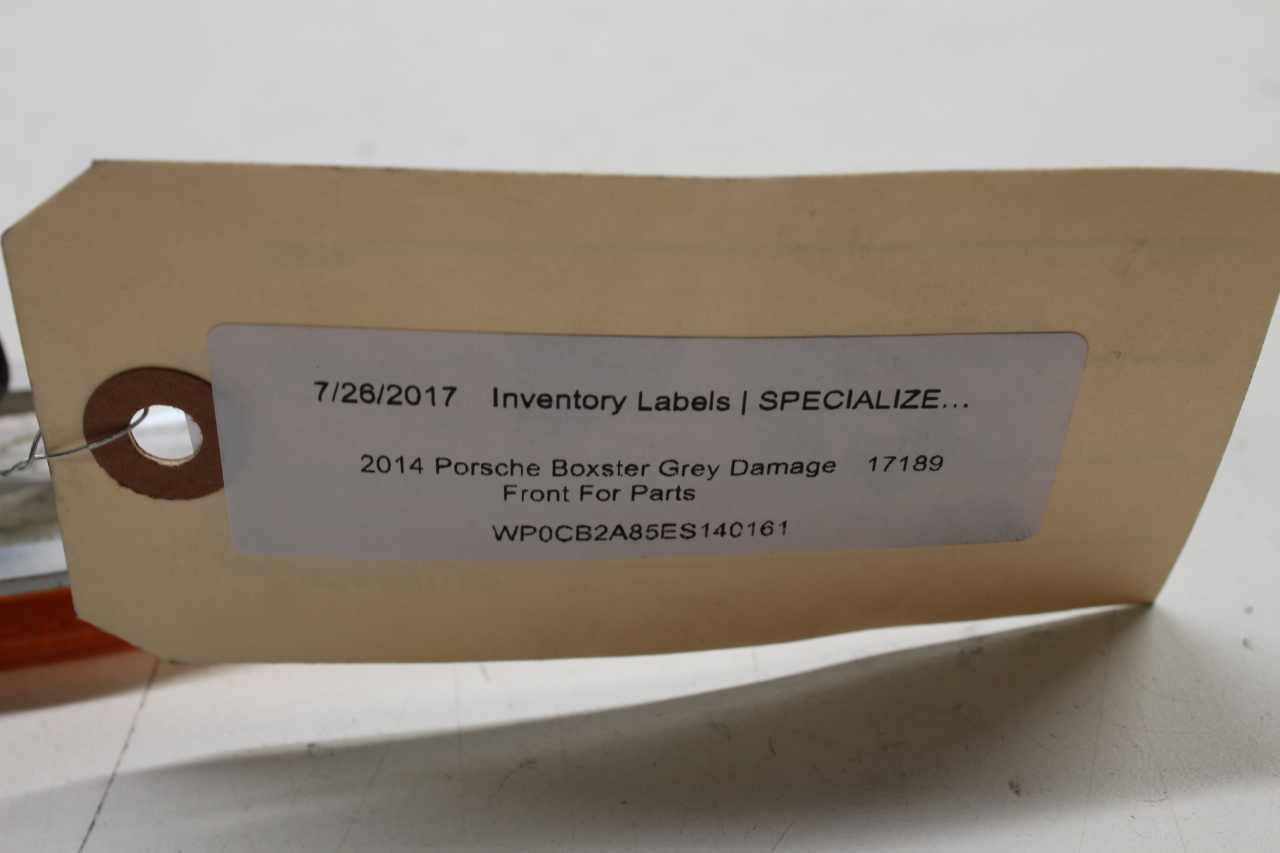 7/26/2017 Inventory Labels | SPECIALIZE...
2014 Porsche Boxster Grey Damage 17189
Front For Parts
WP0CB2A85ES140161